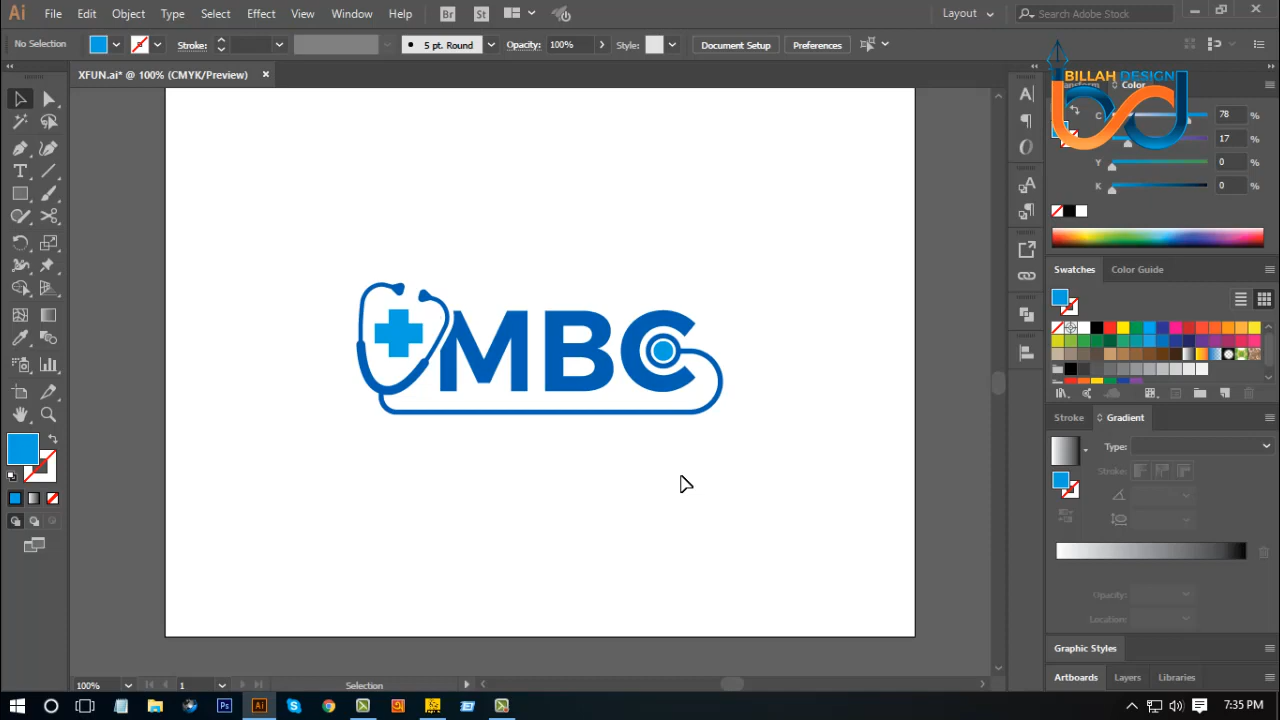 Ai File Edit Object Type Select Effect View Window Help Br St Layout Search Adobe Stock
No Selection Stroke: 5 pt. Round Opacity: 100% Style: Document Setup Preferences
XFUN.ai* @ 100% (CMYK/Preview)
BILLAH DESIGN
Transform Color
C 78 %
17 %
Y 0 %
K 0 %
Swatches Color Guide
MBC
Stroke Gradient
Type:
Stroke:
Opacity:
Location:
Graphic Styles
Artboards Layers Libraries
100% 1 Selection
Ps Ai 7:35 PM